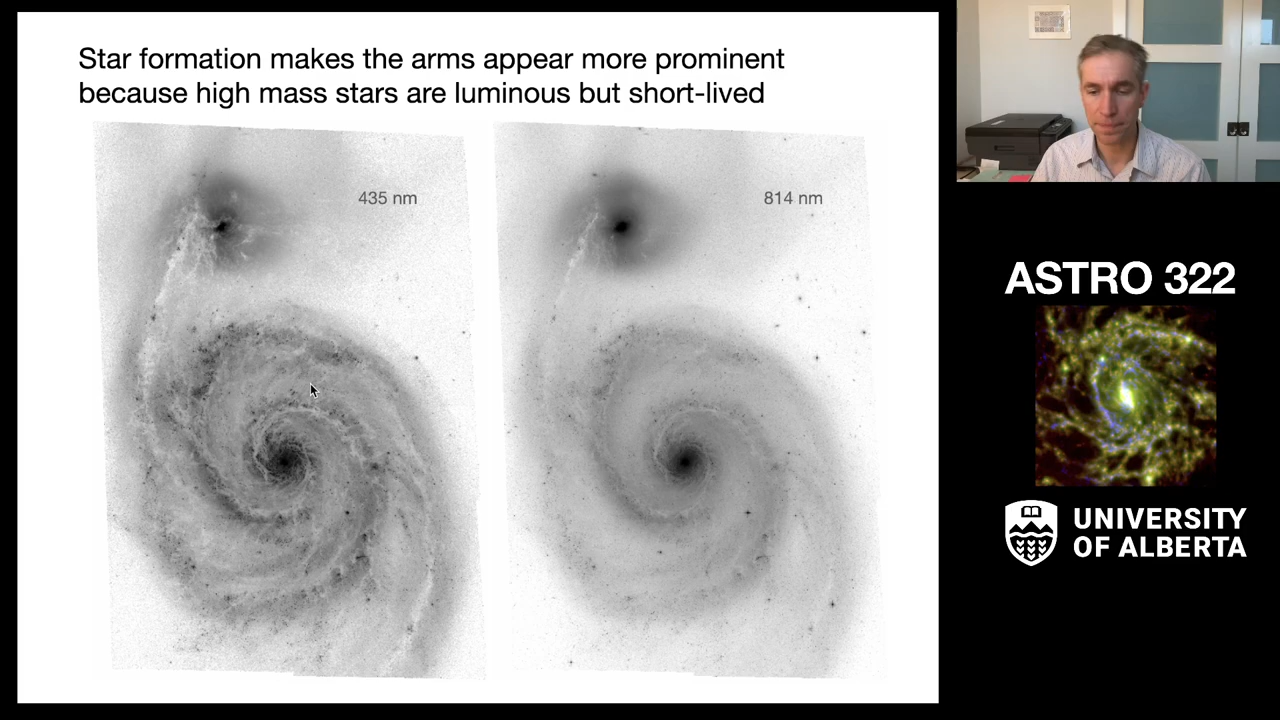 Star formation makes the arms appear more prominent
because high mass stars are luminous but short-lived
435 nm
814 nm
ASTRO 322
UNIVERSITY
OF ALBERTA